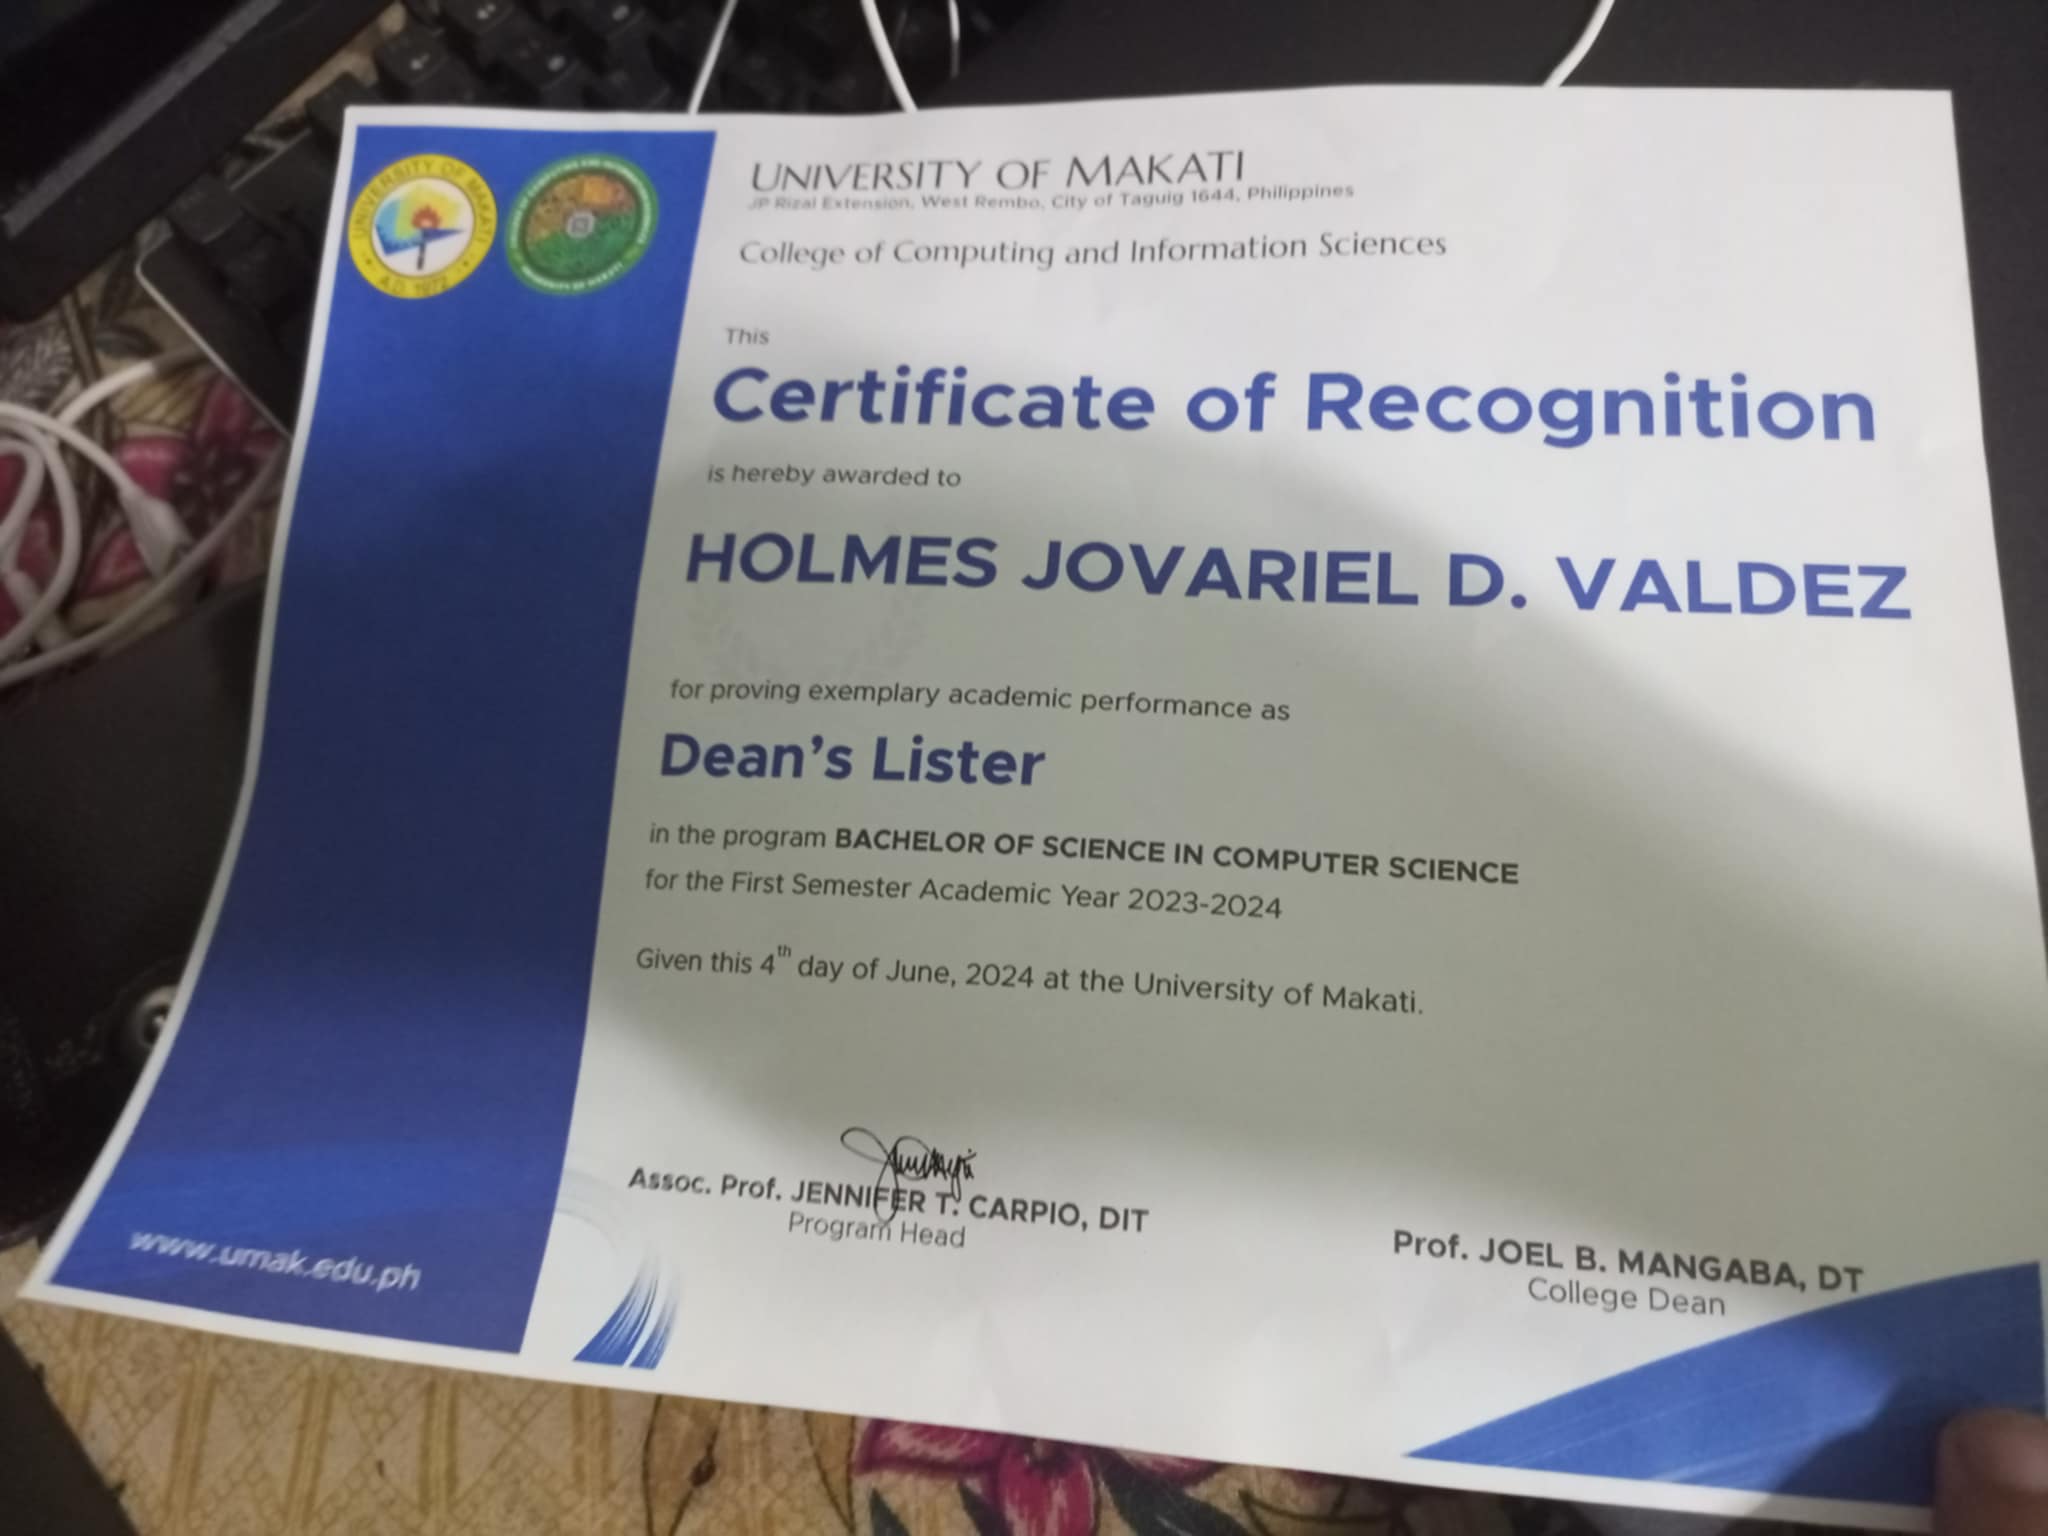 UNIVERSITY OF MAKATI
A.D. 1972
UNIVERSITY OF MAKATI
JP Rizal Extension, West Rembo, City of Taguig 1644, Philippines
College of Computing and Information Sciences
This
Certificate of Recognition
is hereby awarded to
HOLMES JOVARIEL D. VALDEZ
for proving exemplary academic performance as
Dean's Lister
in the program BACHELOR OF SCIENCE IN COMPUTER SCIENCE
for the First Semester Academic Year 2023-2024
Given this 4th day of June, 2024 at the University of Makati.
Assoc. Prof. JENNIFER T. CARPIO, DIT
Program Head
Prof. JOEL B. MANGABA, DT
College Dean
www.umak.edu.ph